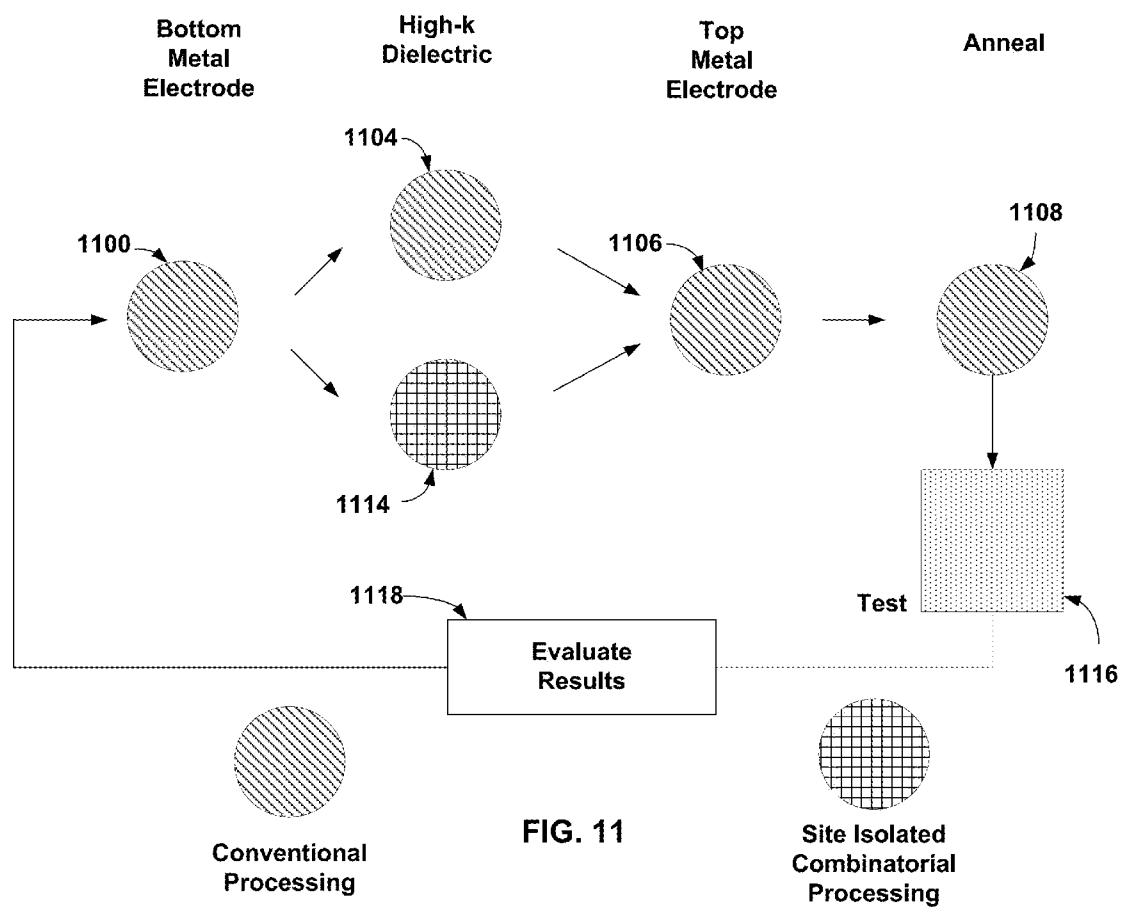 Bottom
Metal
Electrode
High-k
Dielectric
Top
Metal
Electrode
Anneal
1104
1100
1106
1108
1114
1118
Test
Evaluate
Results
1116
Conventional
Processing
FIG. 11
Site Isolated
Combinatorial
Processing